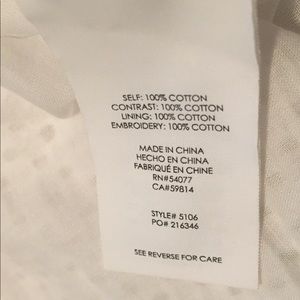 SELF: 100% COTTON
CONTRAST: 100% COTTON
LINING: 100% COTTON
EMBROIDERY: 100% COTTON
MADE IN CHINA
HECHO EN CHINA
FABRIQUÉ EN CHINE
RN#54077
CA#59814
STYLE# 5106
PO# 216346
SEE REVERSE FOR CARE